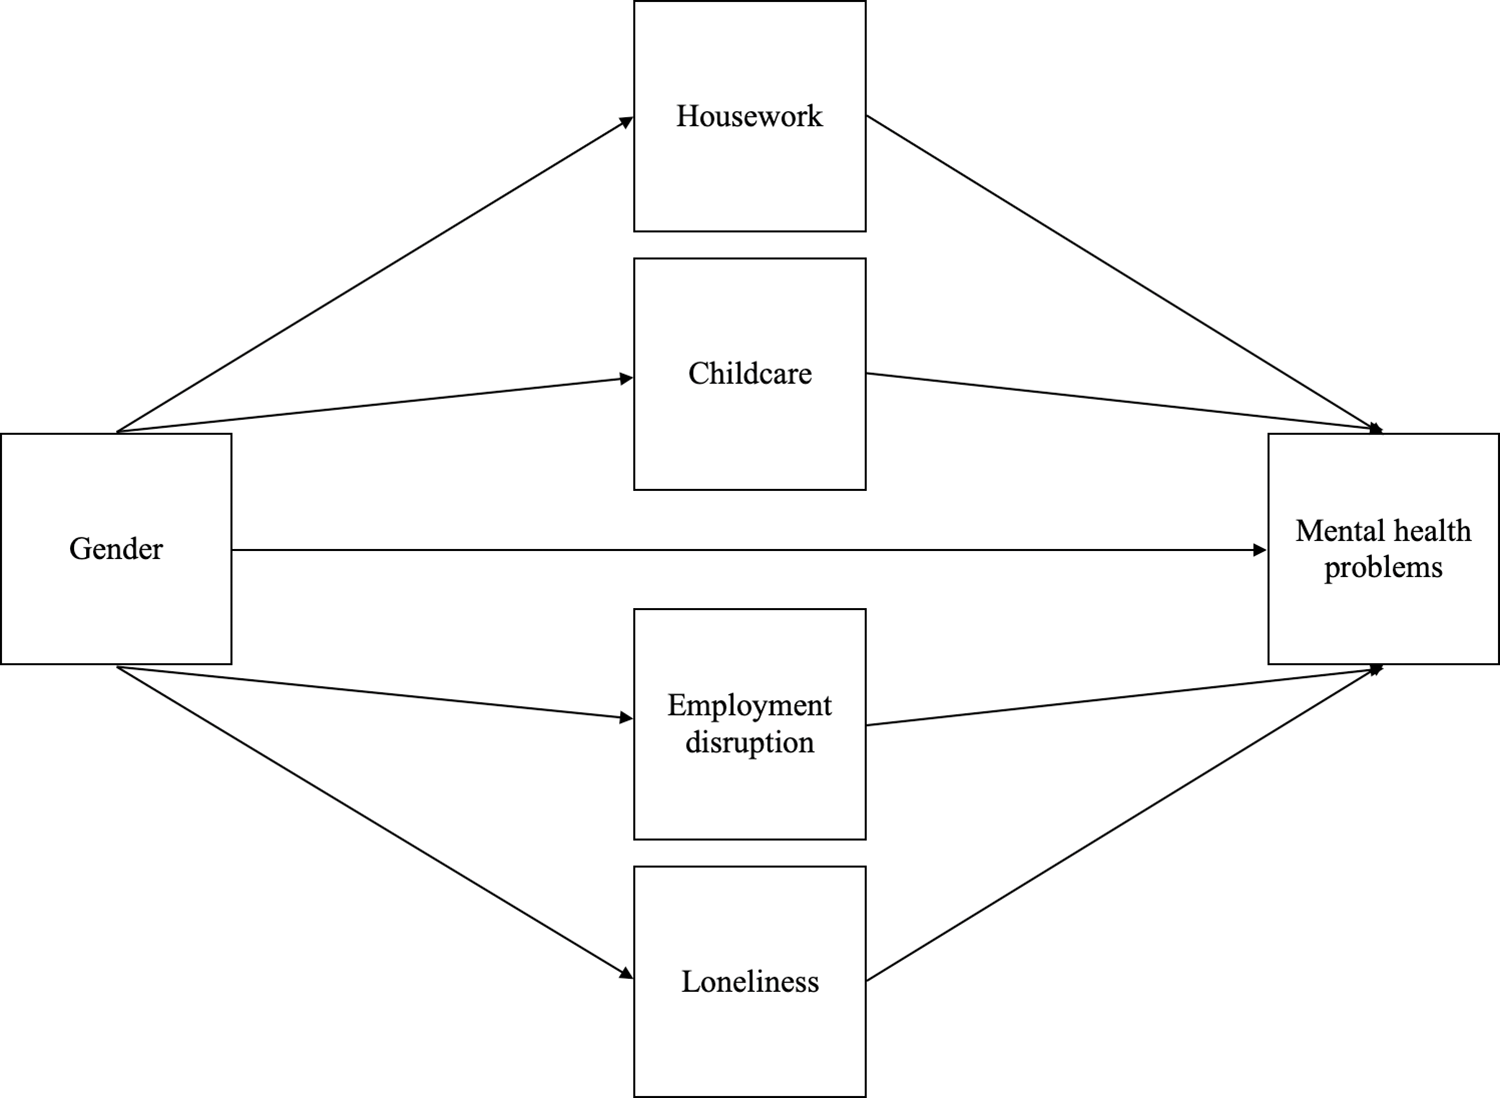 Housework
Childcare
Gender
Mental health
problems
Employment
disruption
Loneliness